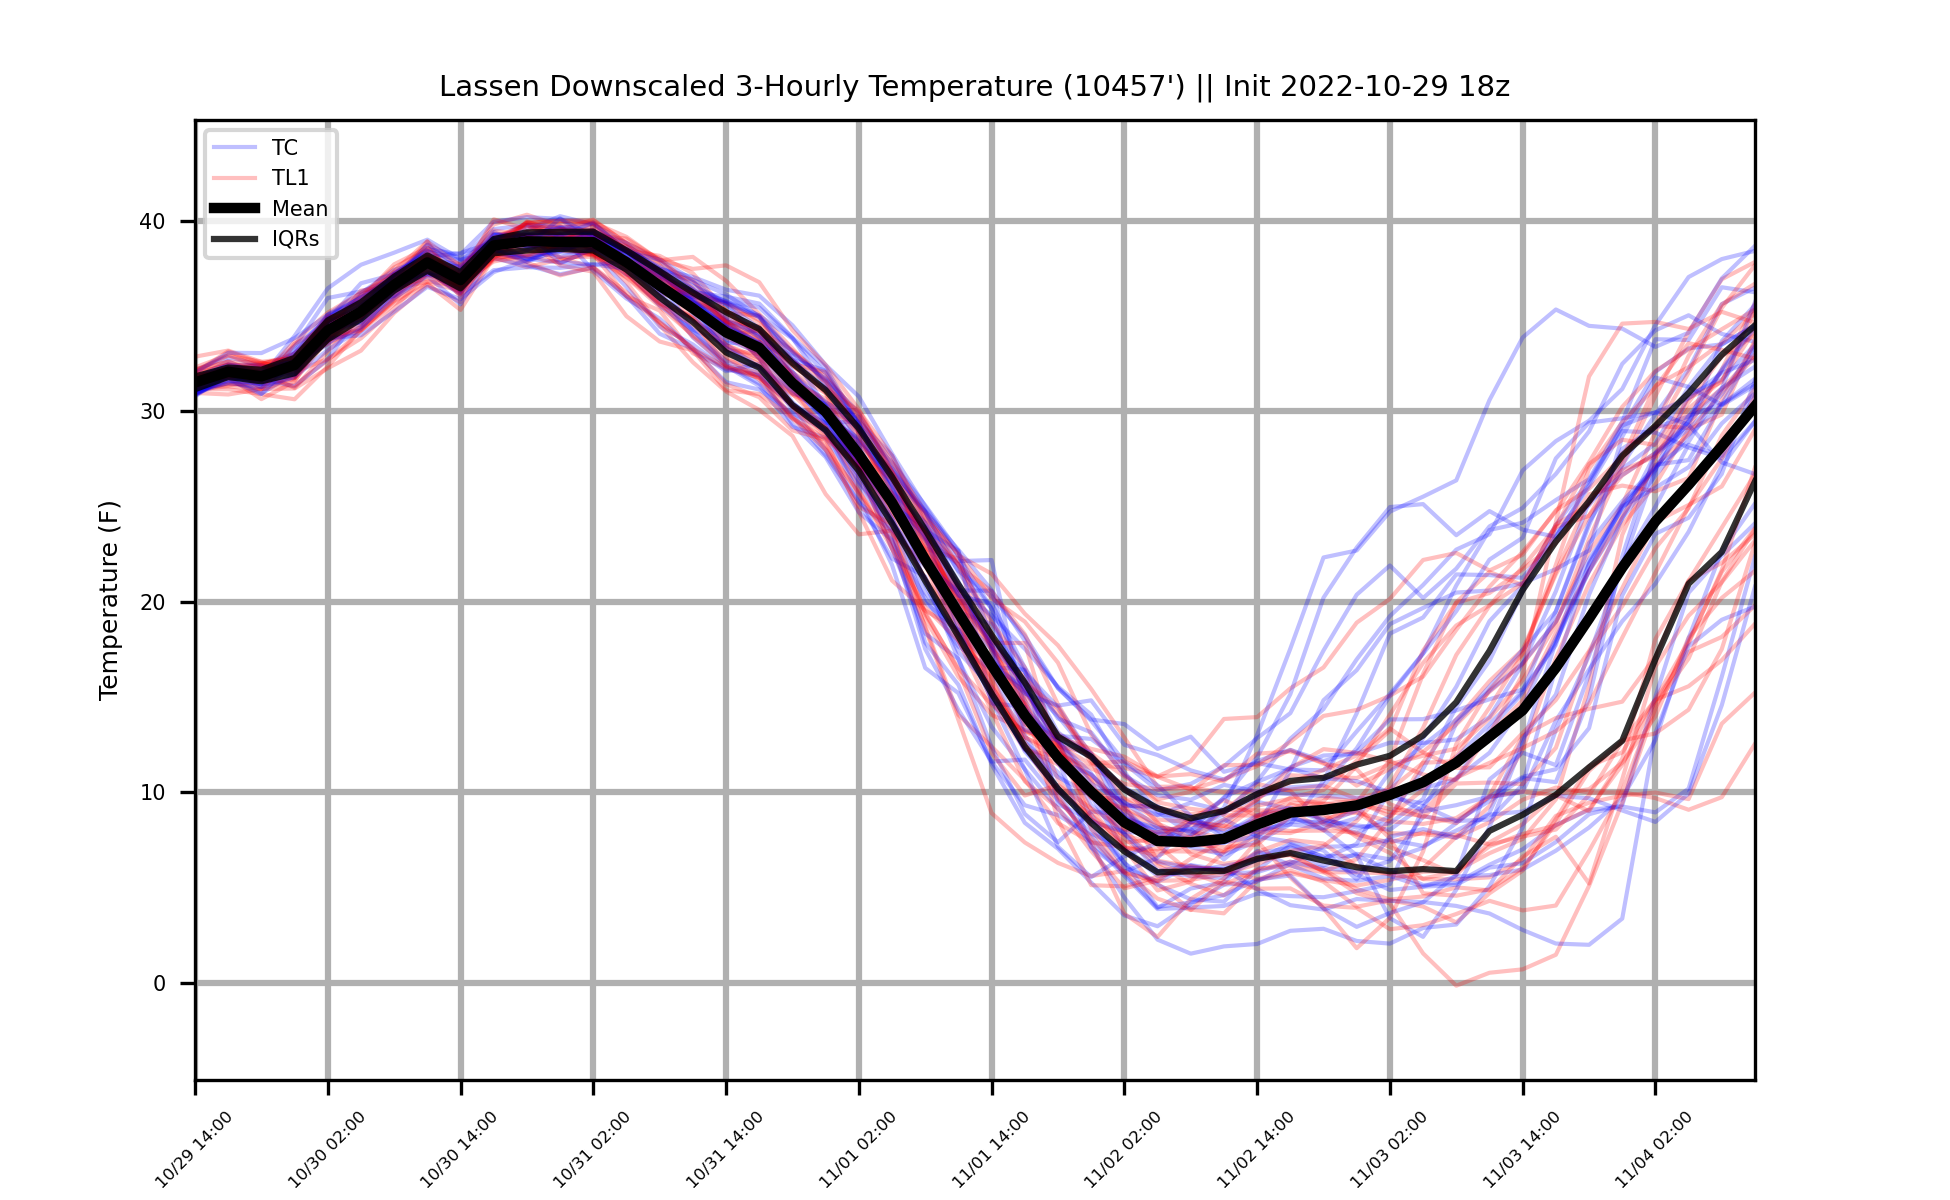 Lassen Downscaled 3-Hourly Temperature (10457') || Init 2022-10-29 18z
TC
TL1
Mean
IQRs
Temperature (F)
40
30
20
10
0
10/29 14:00
10/30 02:00
10/30 14:00
10/31 02:00
10/31 14:00
11/01 02:00
11/01 14:00
11/02 02:00
11/02 14:00
11/03 02:00
11/03 14:00
11/04 02:00